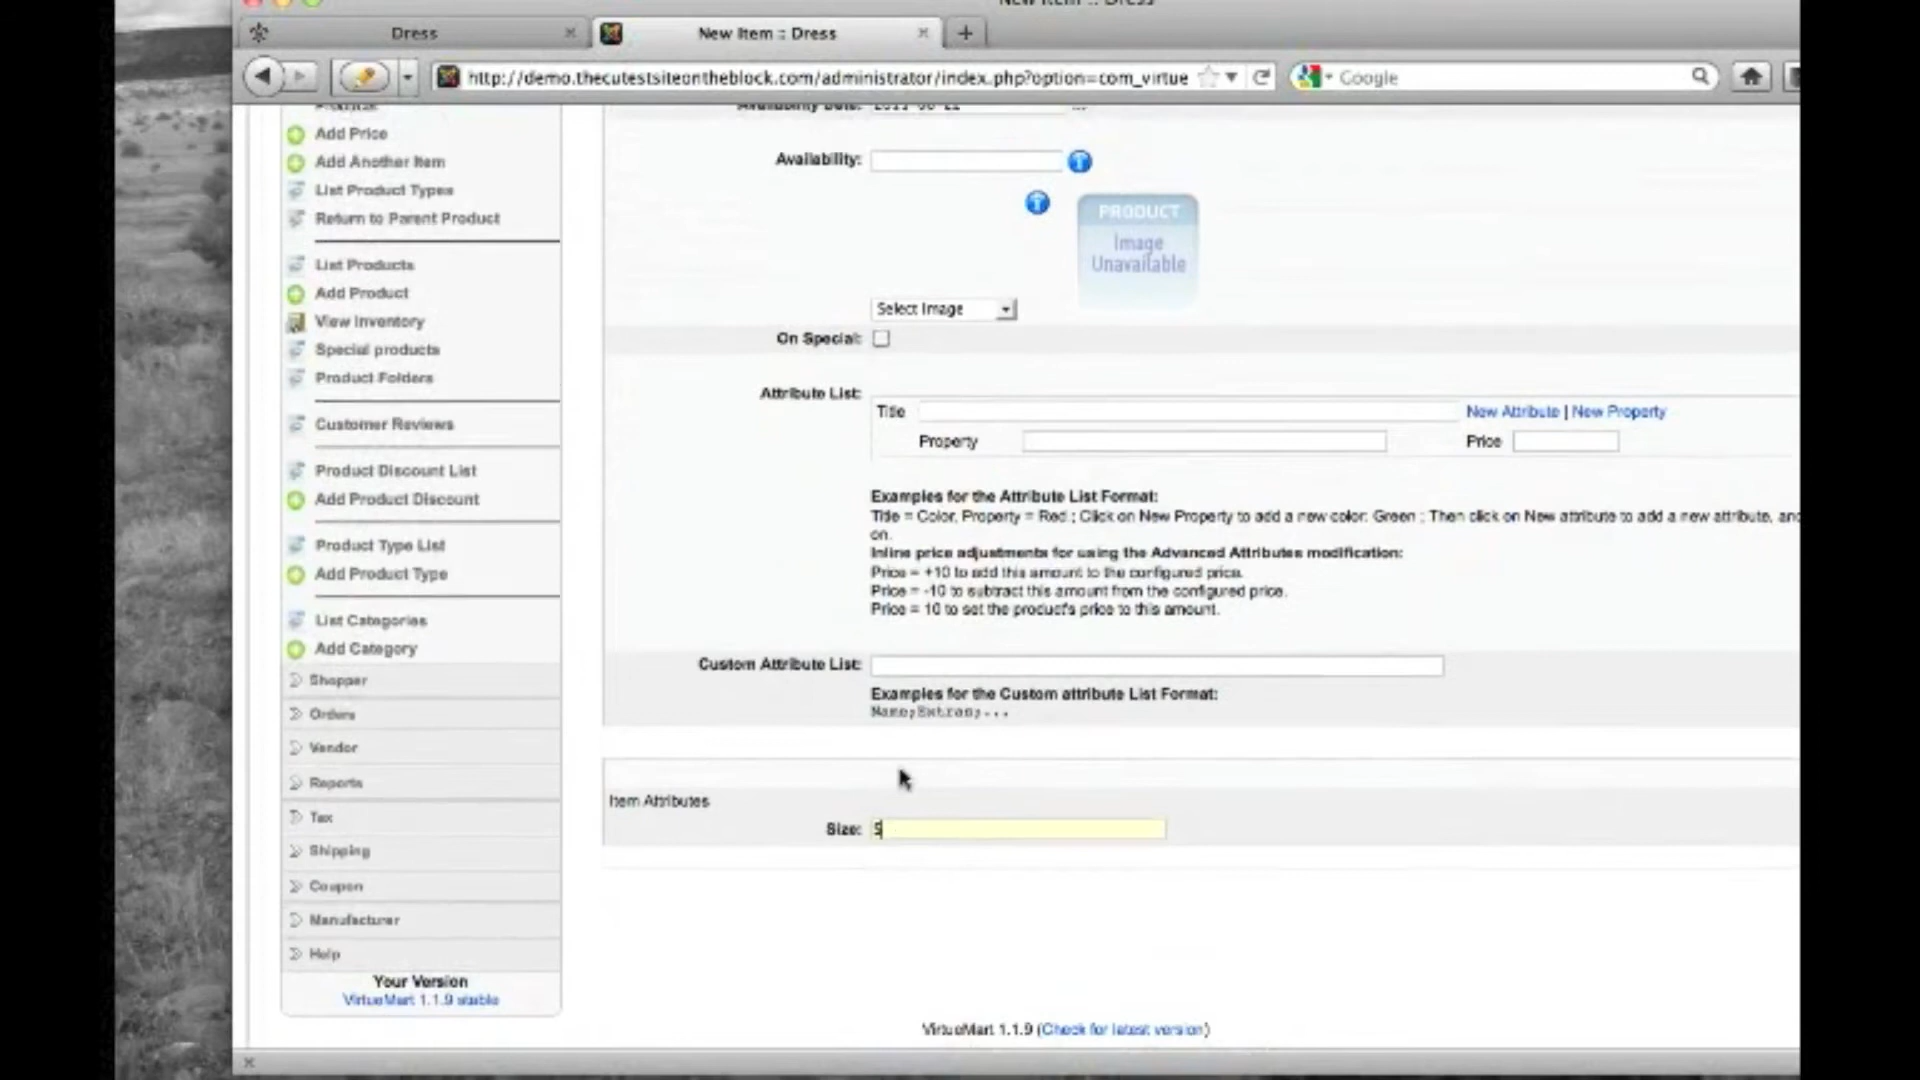 New Item :: Dress
Dress
New Item :: Dress
http://demo.thecutestsiteontheblock.com/administrator/index.php?option=com_virtue
Google
Add Price
Add Another Item
List Product Types
Return to Parent Product
List Products
Add Product
View Inventory
Special products
Product Folders
Customer Reviews
Product Discount List
Add Product Discount
Product Type List
Add Product Type
List Categories
Add Category
Shopper
Orders
Vendor
Reports
Tax
Shipping
Coupon
Manufacturer
Help
Your Version
VirtueMart 1.1.9 stable
Availability Date:
Availability:
PRODUCT
Image
Unavailable
Select Image
On Special:
Attribute List:
Title
New Attribute | New Property
Property
Price
Examples for the Attribute List Format:
Title = Color, Property = Red ; Click on New Property to add a new color: Green ; Then click on New attribute to add a new attribute, and
on.
Inline price adjustments for using the Advanced Attributes modification:
Price = +10 to add this amount to the configured price.
Price = -10 to subtract this amount from the configured price.
Price = 10 to set the product's price to this amount.
Custom Attribute List:
Examples for the Custom attribute List Format:
Name;Extras;...
Item Attributes
Size: S
VirtueMart 1.1.9 (Check for latest version)